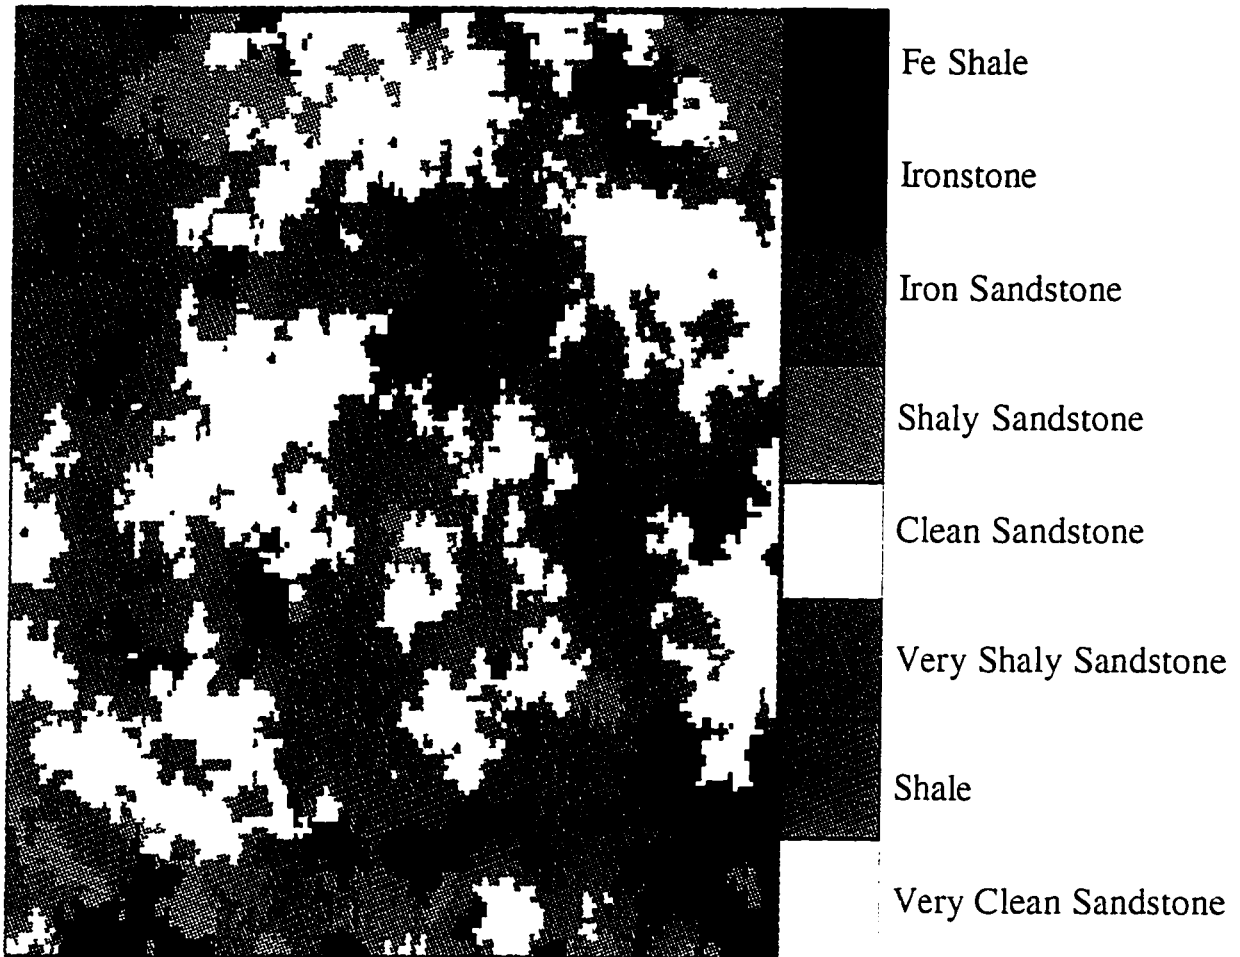 Fe Shale
Ironstone
Iron Sandstone
Shaly Sandstone
Clean Sandstone
Very Shaly Sandstone
Shale
Very Clean Sandstone